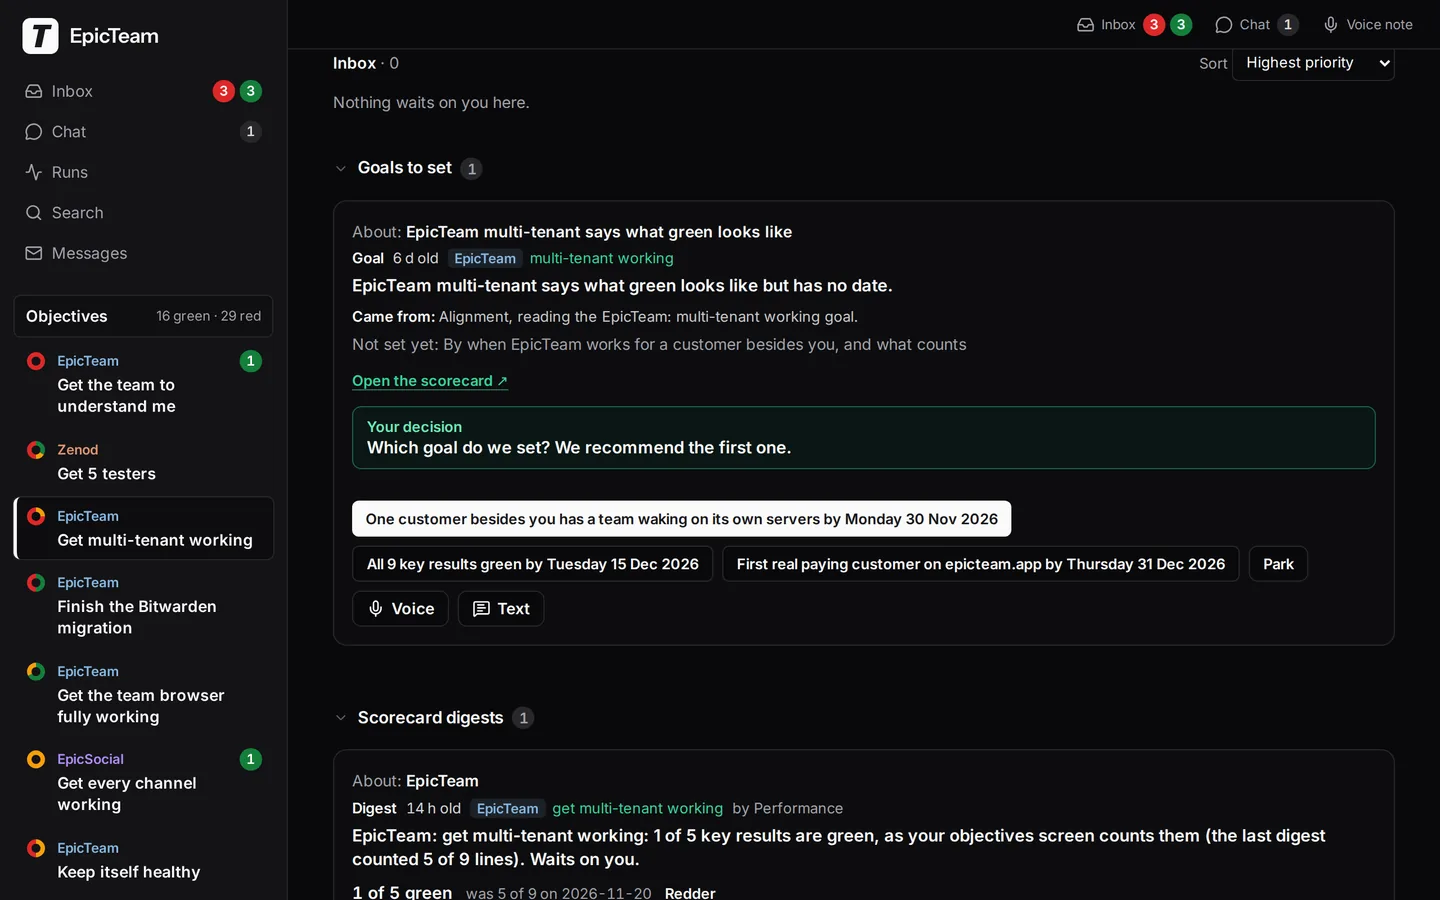 EpicTeam
Inbox 3 3
Chat 1
Runs
Search
Messages
Objectives 16 green · 29 red
EpicTeam 1
Get the team to
understand me
Zenod
Get 5 testers
EpicTeam
Get multi-tenant working
EpicTeam
Finish the Bitwarden
migration
EpicTeam
Get the team browser
fully working
EpicSocial 1
Get every channel
working
EpicTeam
Keep itself healthy
Inbox 3 3 Chat 1 Voice note
Inbox · 0 Sort Highest priority
Nothing waits on you here.
Goals to set 1
About: EpicTeam multi-tenant says what green looks like
Goal 6 d old EpicTeam multi-tenant working
EpicTeam multi-tenant says what green looks like but has no date.
Came from: Alignment, reading the EpicTeam: multi-tenant working goal.
Not set yet: By when EpicTeam works for a customer besides you, and what counts
Open the scorecard ↗
Your decision
Which goal do we set? We recommend the first one.
One customer besides you has a team waking on its own servers by Monday 30 Nov 2026
All 9 key results green by Tuesday 15 Dec 2026 First real paying customer on epicteam.app by Thursday 31 Dec 2026 Park
Voice Text
Scorecard digests 1
About: EpicTeam
Digest 14 h old EpicTeam get multi-tenant working by Performance
EpicTeam: get multi-tenant working: 1 of 5 key results are green, as your objectives screen counts them (the last digest
counted 5 of 9 lines). Waits on you.
1 of 5 green was 5 of 9 on 2026-11-20 Redder